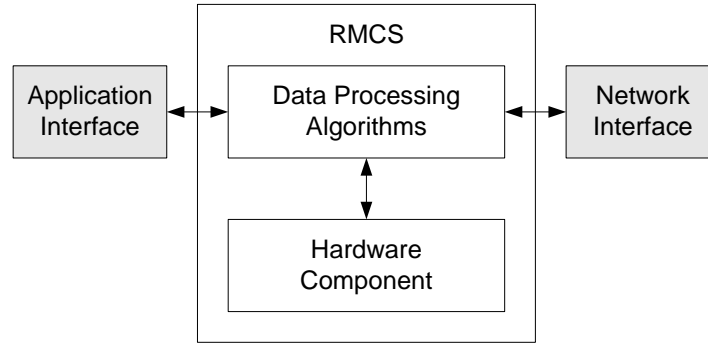 RMCS
Application
Interface
Data Processing
Algorithms
Network
Interface
Hardware
Component